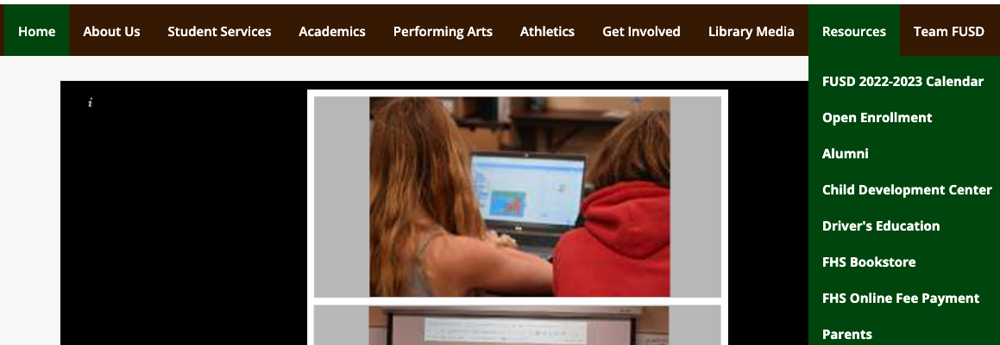 Home About Us Student Services Academics Performing Arts Athletics Get Involved Library Media Resources Team FUSD
FUSD 2022-2023 Calendar
i
Open Enrollment
Alumni
Child Development Center
Driver's Education
FHS Bookstore
FHS Online Fee Payment
Parents